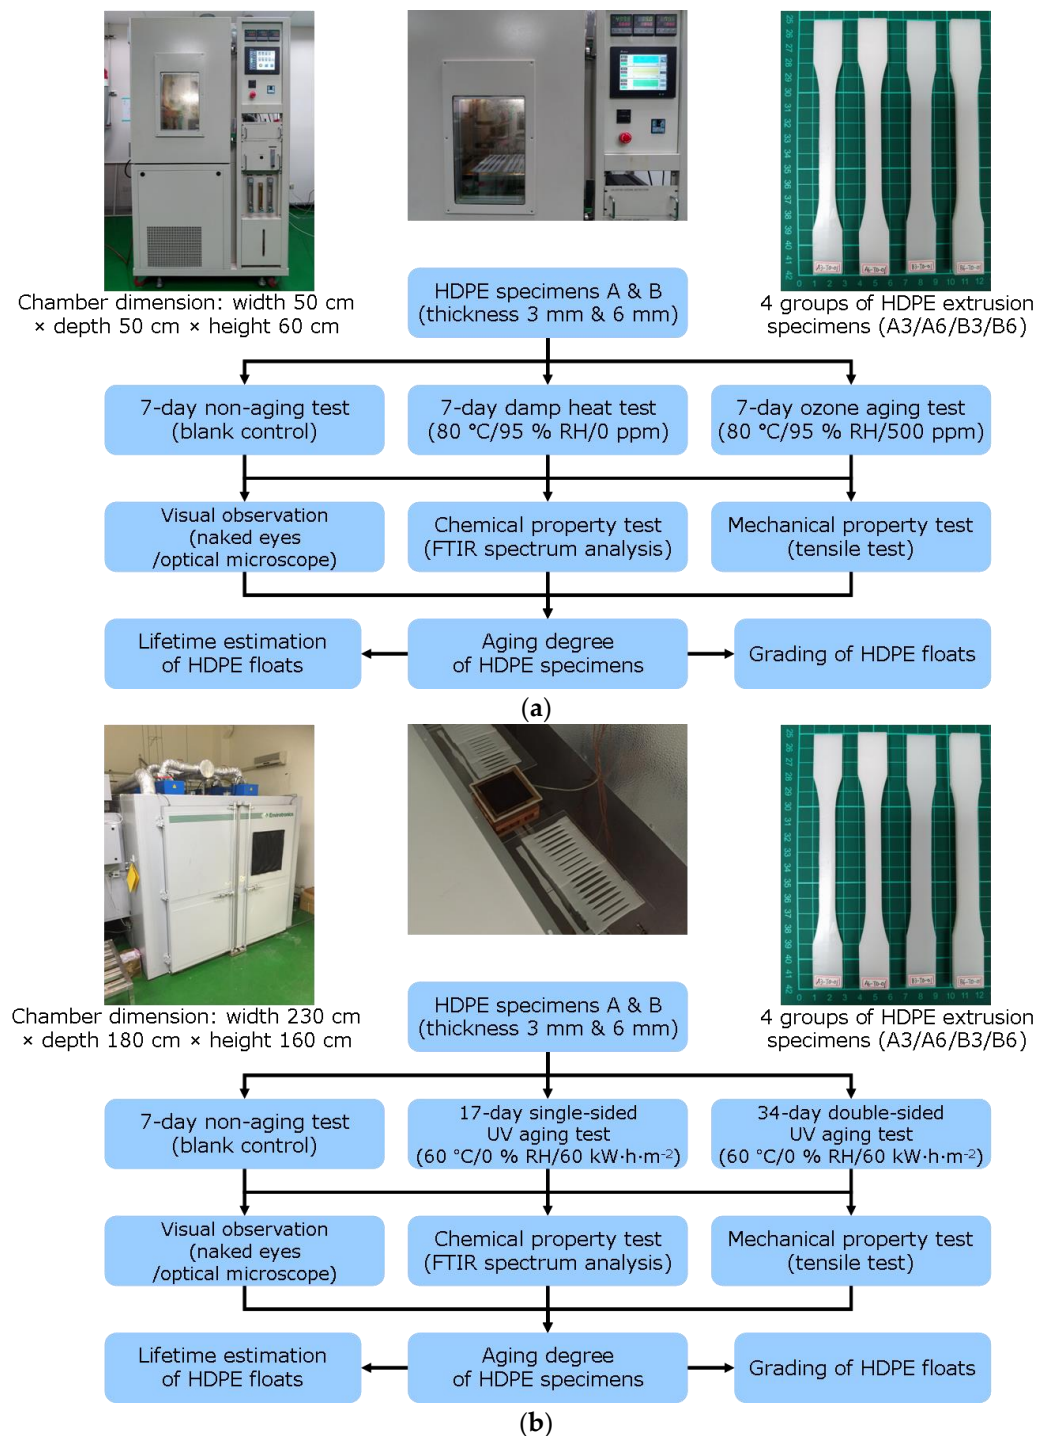 Chamber dimension: width 50 cm
× depth 50 cm × height 60 cm
4 groups of HDPE extrusion
specimens (A3/A6/B3/B6)
HDPE specimens A & B
(thickness 3 mm & 6 mm)
7-day non-aging test
(blank control)
7-day damp heat test
(80 °C/95 % RH/0 ppm)
7-day ozone aging test
(80 °C/95 % RH/500 ppm)
Visual observation
(naked eyes
/optical microscope)
Chemical property test
(FTIR spectrum analysis)
Mechanical property test
(tensile test)
Lifetime estimation
of HDPE floats
Aging degree
of HDPE specimens
Grading of HDPE floats
(a)
Chamber dimension: width 230 cm
× depth 180 cm × height 160 cm
4 groups of HDPE extrusion
specimens (A3/A6/B3/B6)
HDPE specimens A & B
(thickness 3 mm & 6 mm)
7-day non-aging test
(blank control)
17-day single-sided
UV aging test
(60 °C/0 % RH/60 kW·h·m⁻²)
34-day double-sided
UV aging test
(60 °C/0 % RH/60 kW·h·m⁻²)
Visual observation
(naked eyes
/optical microscope)
Chemical property test
(FTIR spectrum analysis)
Mechanical property test
(tensile test)
Lifetime estimation
of HDPE floats
Aging degree
of HDPE specimens
Grading of HDPE floats
(b)